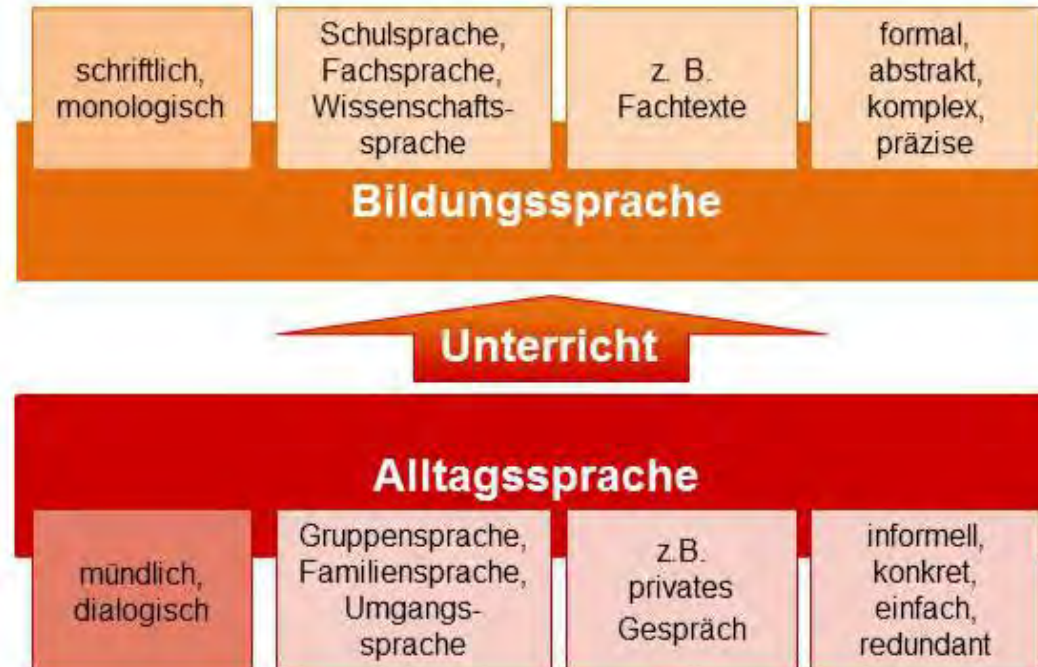 schriftlich,
monologisch
Schulsprache,
Fachsprache,
Wissenschafts-
sprache
z. B.
Fachtexte
formal,
abstrakt,
komplex,
präzise
Bildungssprache
Unterricht
Alltagssprache
mündlich,
dialogisch
Gruppensprache,
Familiensprache,
Umgangs-
sprache
z.B.
privates
Gespräch
informell,
konkret,
einfach,
redundant